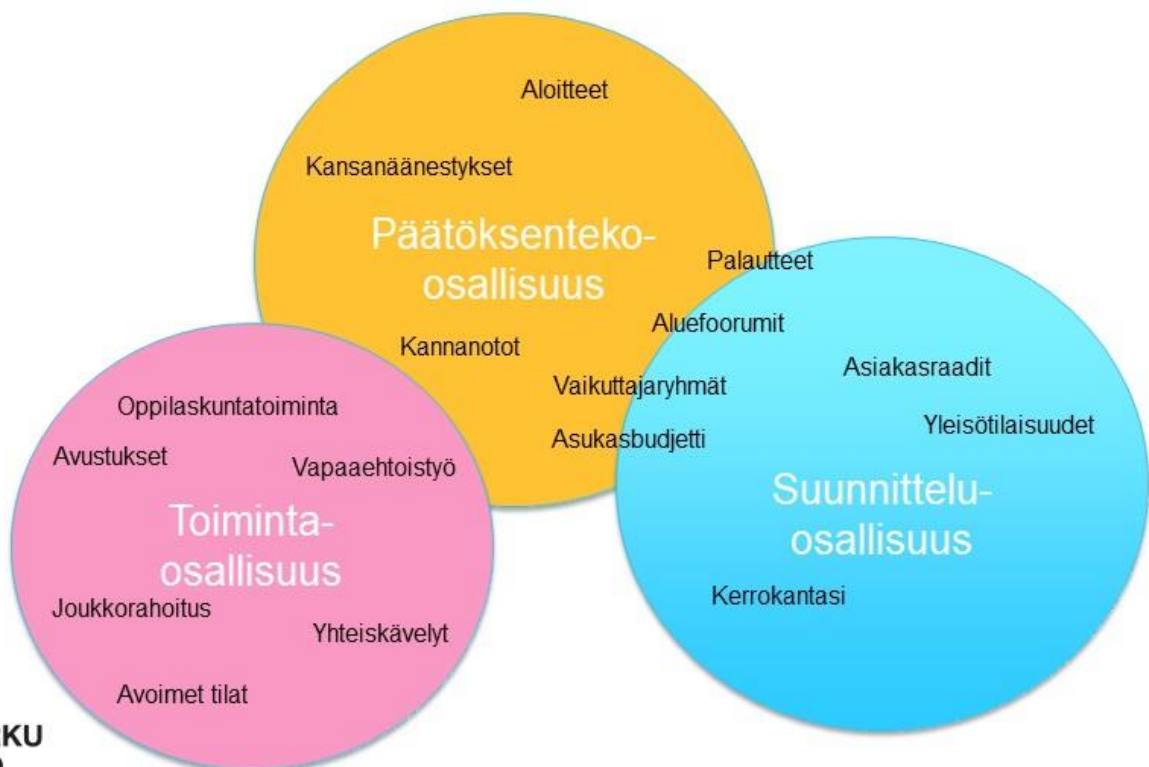 Aloitteet
Kansanäänestykset
Päätöksenteko-
osallisuus
Palautteet
Aluefoorumit
Kannanotot
Vaikuttajaryhmät
Asukasbudjetti
Asiakasraadit
Yleisötilaisuudet
Suunnittelu-
osallisuus
Kerrokantasi
Oppilaskuntatoiminta
Avustukset
Vapaaehtoistyö
Toiminta-
osallisuus
Joukkorahoitus
Yhteiskävelyt
Avoimet tilat